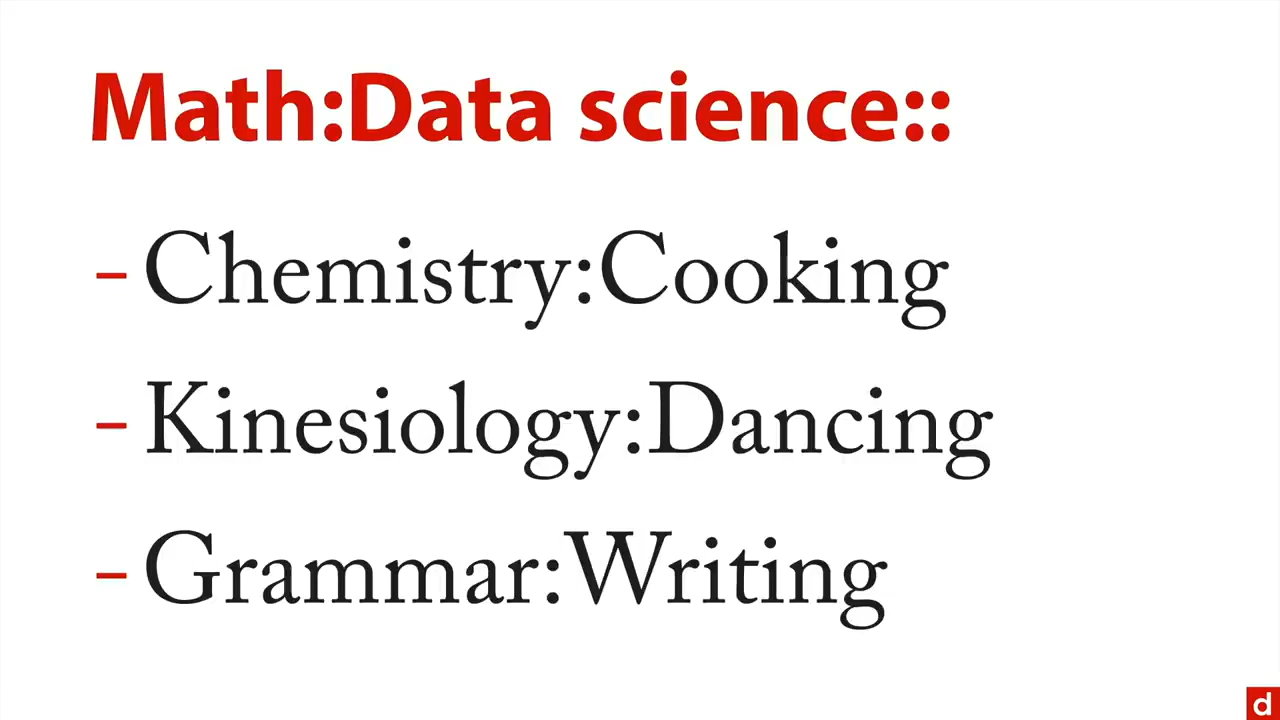 Math:Data science::
– Chemistry:Cooking
– Kinesiology:Dancing
– Grammar:Writing
d